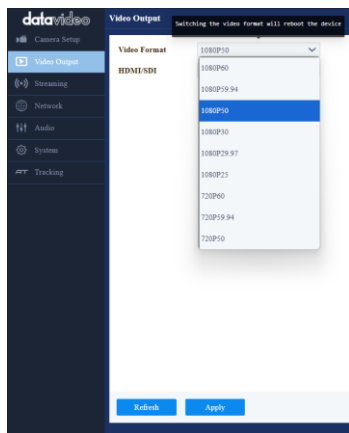 datavideo
Camera Setup
Video Output
Streaming
Network
Audio
System
Tracking
Video Output
Switching the video format will reboot the device
Video Format
1080P50
1080P60
1080P59.94
1080P50
1080P30
1080P29.97
1080P25
720P60
720P59.94
720P50
HDMI/SDI
Refresh
Apply